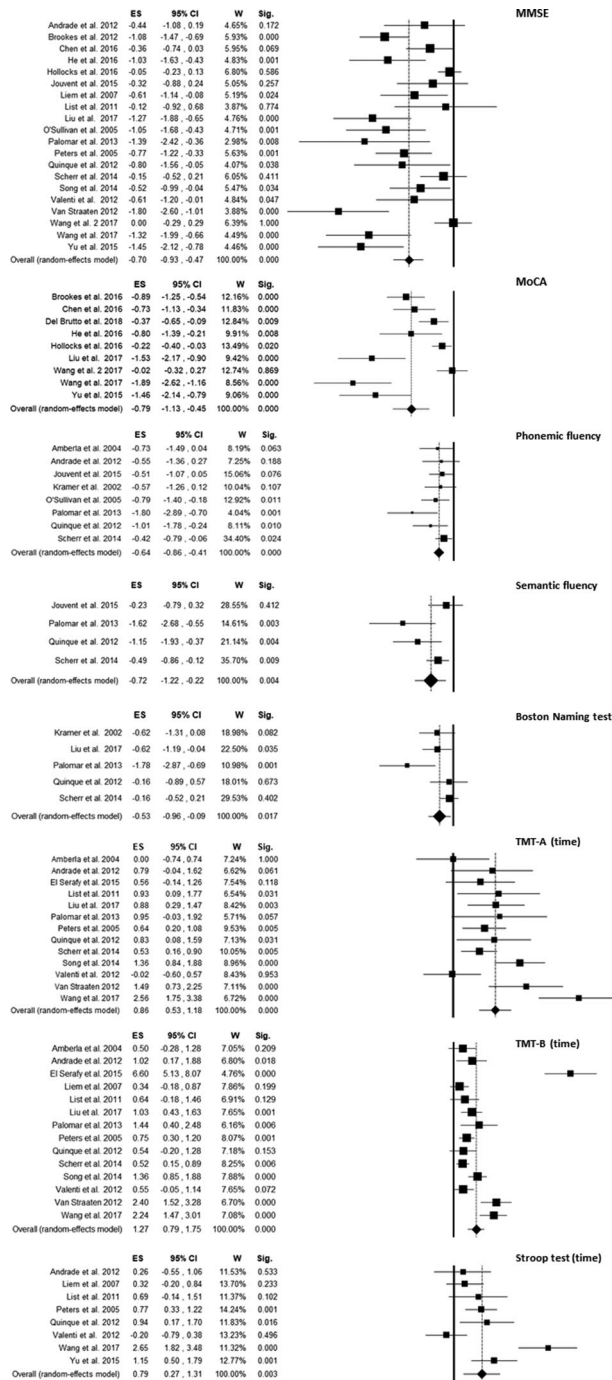 MMSE
ES 95% CI W Sig.
Andrade et al. 2012 -0.44 -1.08 , 0.19 4.65% 0.172
Brookes et al. 2012 -1.08 -1.47 , -0.69 5.93% 0.000
Chen et al. 2016 -0.36 -0.74 , 0.03 5.95% 0.069
He et al. 2016 -1.03 -1.63 , -0.43 4.83% 0.001
Hollocks et al. 2016 -0.05 -0.23 , 0.13 6.80% 0.586
Jouvent et al. 2015 -0.32 -0.88 , 0.24 5.05% 0.257
Liem et al. 2007 -0.61 -1.14 , -0.08 5.19% 0.024
List et al. 2011 -0.12 -0.92 , 0.68 3.87% 0.774
Liu et al. 2017 -1.27 -1.88 , -0.65 4.76% 0.000
O'Sullivan et al. 2005 -1.05 -1.68 , -0.43 4.71% 0.001
Palomar et al. 2013 -1.39 -2.42 , -0.36 2.98% 0.008
Peters et al. 2005 -0.77 -1.22 , -0.33 5.63% 0.001
Quinque et al. 2012 -0.80 -1.56 , -0.05 4.07% 0.038
Scherr et al. 2014 -0.15 -0.52 , 0.21 6.05% 0.411
Song et al. 2014 -0.52 -0.99 , -0.04 5.47% 0.034
Valenti et al. 2012 -0.61 -1.20 , -0.01 4.84% 0.047
Van Straaten 2012 -1.80 -2.60 , -1.01 3.88% 0.000
Wang et al. 2 2017 0.00 -0.29 , 0.29 6.36% 1.000
Wang et al. 2017 -1.32 -1.99 , -0.66 4.49% 0.000
Yu et al. 2015 -1.45 -2.12 , -0.78 4.46% 0.000
Overall (random-effects model) -0.70 -0.93 , -0.47 100.00% 0.000
MoCA
ES 95% CI W Sig.
Brookes et al. 2016 -0.89 -1.25 , -0.54 12.16% 0.000
Chen et al. 2016 -0.73 -1.13 , -0.34 11.83% 0.000
Del Brutto et al. 2018 -0.37 -0.65 , -0.09 12.84% 0.009
He et al. 2016 -0.80 -1.39 , -0.21 9.91% 0.008
Hollocks et al. 2016 -0.22 -0.40 , -0.03 13.49% 0.020
Liu et al. 2017 -1.53 -2.17 , -0.90 9.42% 0.000
Wang et al. 2 2017 -0.02 -0.32 , 0.27 12.74% 0.869
Wang et al. 2017 -1.89 -2.62 , -1.16 8.56% 0.000
Yu et al. 2015 -1.46 -2.14 , -0.79 9.06% 0.000
Overall (random-effects model) -0.79 -1.13 , -0.45 100.00% 0.000
Phonemic fluency
ES 95% CI W Sig.
Amberla et al. 2004 -0.73 -1.49 , 0.04 8.19% 0.063
Andrade et al. 2012 -0.55 -1.36 , 0.27 7.25% 0.188
Jouvent et al. 2015 -0.51 -1.07 , 0.05 15.06% 0.076
Kramer et al. 2002 -0.57 -1.26 , 0.12 10.04% 0.107
O'Sullivan et al. 2005 -0.79 -1.40 , -0.18 12.92% 0.011
Palomar et al. 2013 -1.80 -2.89 , -0.70 4.04% 0.001
Quinque et al. 2012 -1.01 -1.78 , -0.24 8.11% 0.010
Scherr et al. 2014 -0.42 -0.79 , -0.06 34.40% 0.024
Overall (random-effects model) -0.64 -0.86 , -0.41 100.00% 0.000
Semantic fluency
ES 95% CI W Sig.
Jouvent et al. 2015 -0.23 -0.79 , 0.32 28.55% 0.412
Palomar et al. 2013 -1.62 -2.68 , -0.55 14.61% 0.003
Quinque et al. 2012 -1.15 -1.93 , -0.37 21.14% 0.004
Scherr et al. 2014 -0.49 -0.86 , -0.12 35.70% 0.009
Overall (random-effects model) -0.72 -1.22 , -0.22 100.00% 0.004
Boston Naming test
ES 95% CI W Sig.
Kramer et al. 2002 -0.62 -1.31 , 0.08 18.98% 0.082
Liu et al. 2017 -0.62 -1.19 , -0.04 22.50% 0.035
Palomar et al. 2013 -1.78 -2.87 , -0.69 10.98% 0.001
Quinque et al. 2012 -0.16 -0.89 , 0.57 18.01% 0.673
Scherr et al. 2014 -0.16 -0.52 , 0.21 29.53% 0.402
Overall (random-effects model) -0.53 -0.96 , -0.09 100.00% 0.017
TMT-A (time)
ES 95% CI W Sig.
Amberla et al. 2004 0.00 -0.74 , 0.74 7.24% 1.000
Andrade et al. 2012 0.79 -0.04 , 1.62 6.62% 0.061
El Serafy et al. 2015 0.56 -0.14 , 1.26 7.54% 0.118
List et al. 2011 0.93 0.09 , 1.77 6.54% 0.031
Liu et al. 2017 0.88 0.29 , 1.47 8.42% 0.003
Palomar et al. 2013 0.95 -0.03 , 1.92 5.71% 0.057
Peters et al. 2005 0.64 0.20 , 1.08 9.53% 0.005
Quinque et al. 2012 0.83 0.08 , 1.59 7.13% 0.031
Scherr et al. 2014 0.53 0.16 , 0.90 10.05% 0.005
Song et al. 2014 1.36 0.84 , 1.88 8.96% 0.000
Valenti et al. 2012 -0.02 -0.60 , 0.57 8.43% 0.953
Van Straaten 2012 1.49 0.73 , 2.25 7.11% 0.000
Wang et al. 2017 2.56 1.75 , 3.38 6.72% 0.000
Overall (random-effects model) 0.86 0.53 , 1.18 100.00% 0.000
TMT-B (time)
ES 95% CI W Sig.
Amberla et al. 2004 0.50 -0.28 , 1.28 7.05% 0.209
Andrade et al. 2012 1.02 0.17 , 1.88 6.80% 0.018
El Serafy et al. 2015 6.60 5.13 , 8.07 4.76% 0.000
Liem et al. 2007 0.34 -0.18 , 0.87 7.86% 0.199
List et al. 2011 0.64 -0.18 , 1.46 6.91% 0.129
Liu et al. 2017 1.03 0.43 , 1.63 7.65% 0.001
Palomar et al. 2013 1.44 0.40 , 2.48 6.16% 0.006
Peters et al. 2005 0.75 0.30 , 1.20 8.07% 0.001
Quinque et al. 2012 0.54 -0.20 , 1.28 7.18% 0.153
Scherr et al. 2014 0.52 0.15 , 0.89 8.25% 0.006
Song et al. 2014 1.36 0.85 , 1.88 7.88% 0.000
Valenti et al. 2012 0.55 -0.05 , 1.14 7.65% 0.072
Van Straaten 2012 2.40 1.52 , 3.28 6.70% 0.000
Wang et al. 2017 2.24 1.47 , 3.01 7.08% 0.000
Overall (random-effects model) 1.27 0.79 , 1.75 100.00% 0.000
Stroop test (time)
ES 95% CI W Sig.
Andrade et al. 2012 0.26 -0.55 , 1.06 11.53% 0.533
Liem et al. 2007 0.32 -0.20 , 0.84 13.70% 0.233
List et al. 2011 0.69 -0.14 , 1.51 11.37% 0.102
Peters et al. 2005 0.77 0.33 , 1.22 14.24% 0.001
Quinque et al. 2012 0.94 0.17 , 1.70 11.83% 0.016
Valenti et al. 2012 -0.20 -0.79 , 0.38 13.23% 0.496
Wang et al. 2017 2.65 1.82 , 3.48 11.32% 0.000
Yu et al. 2015 1.15 0.50 , 1.79 12.77% 0.001
Overall (random-effects model) 0.79 0.27 , 1.31 100.00% 0.003